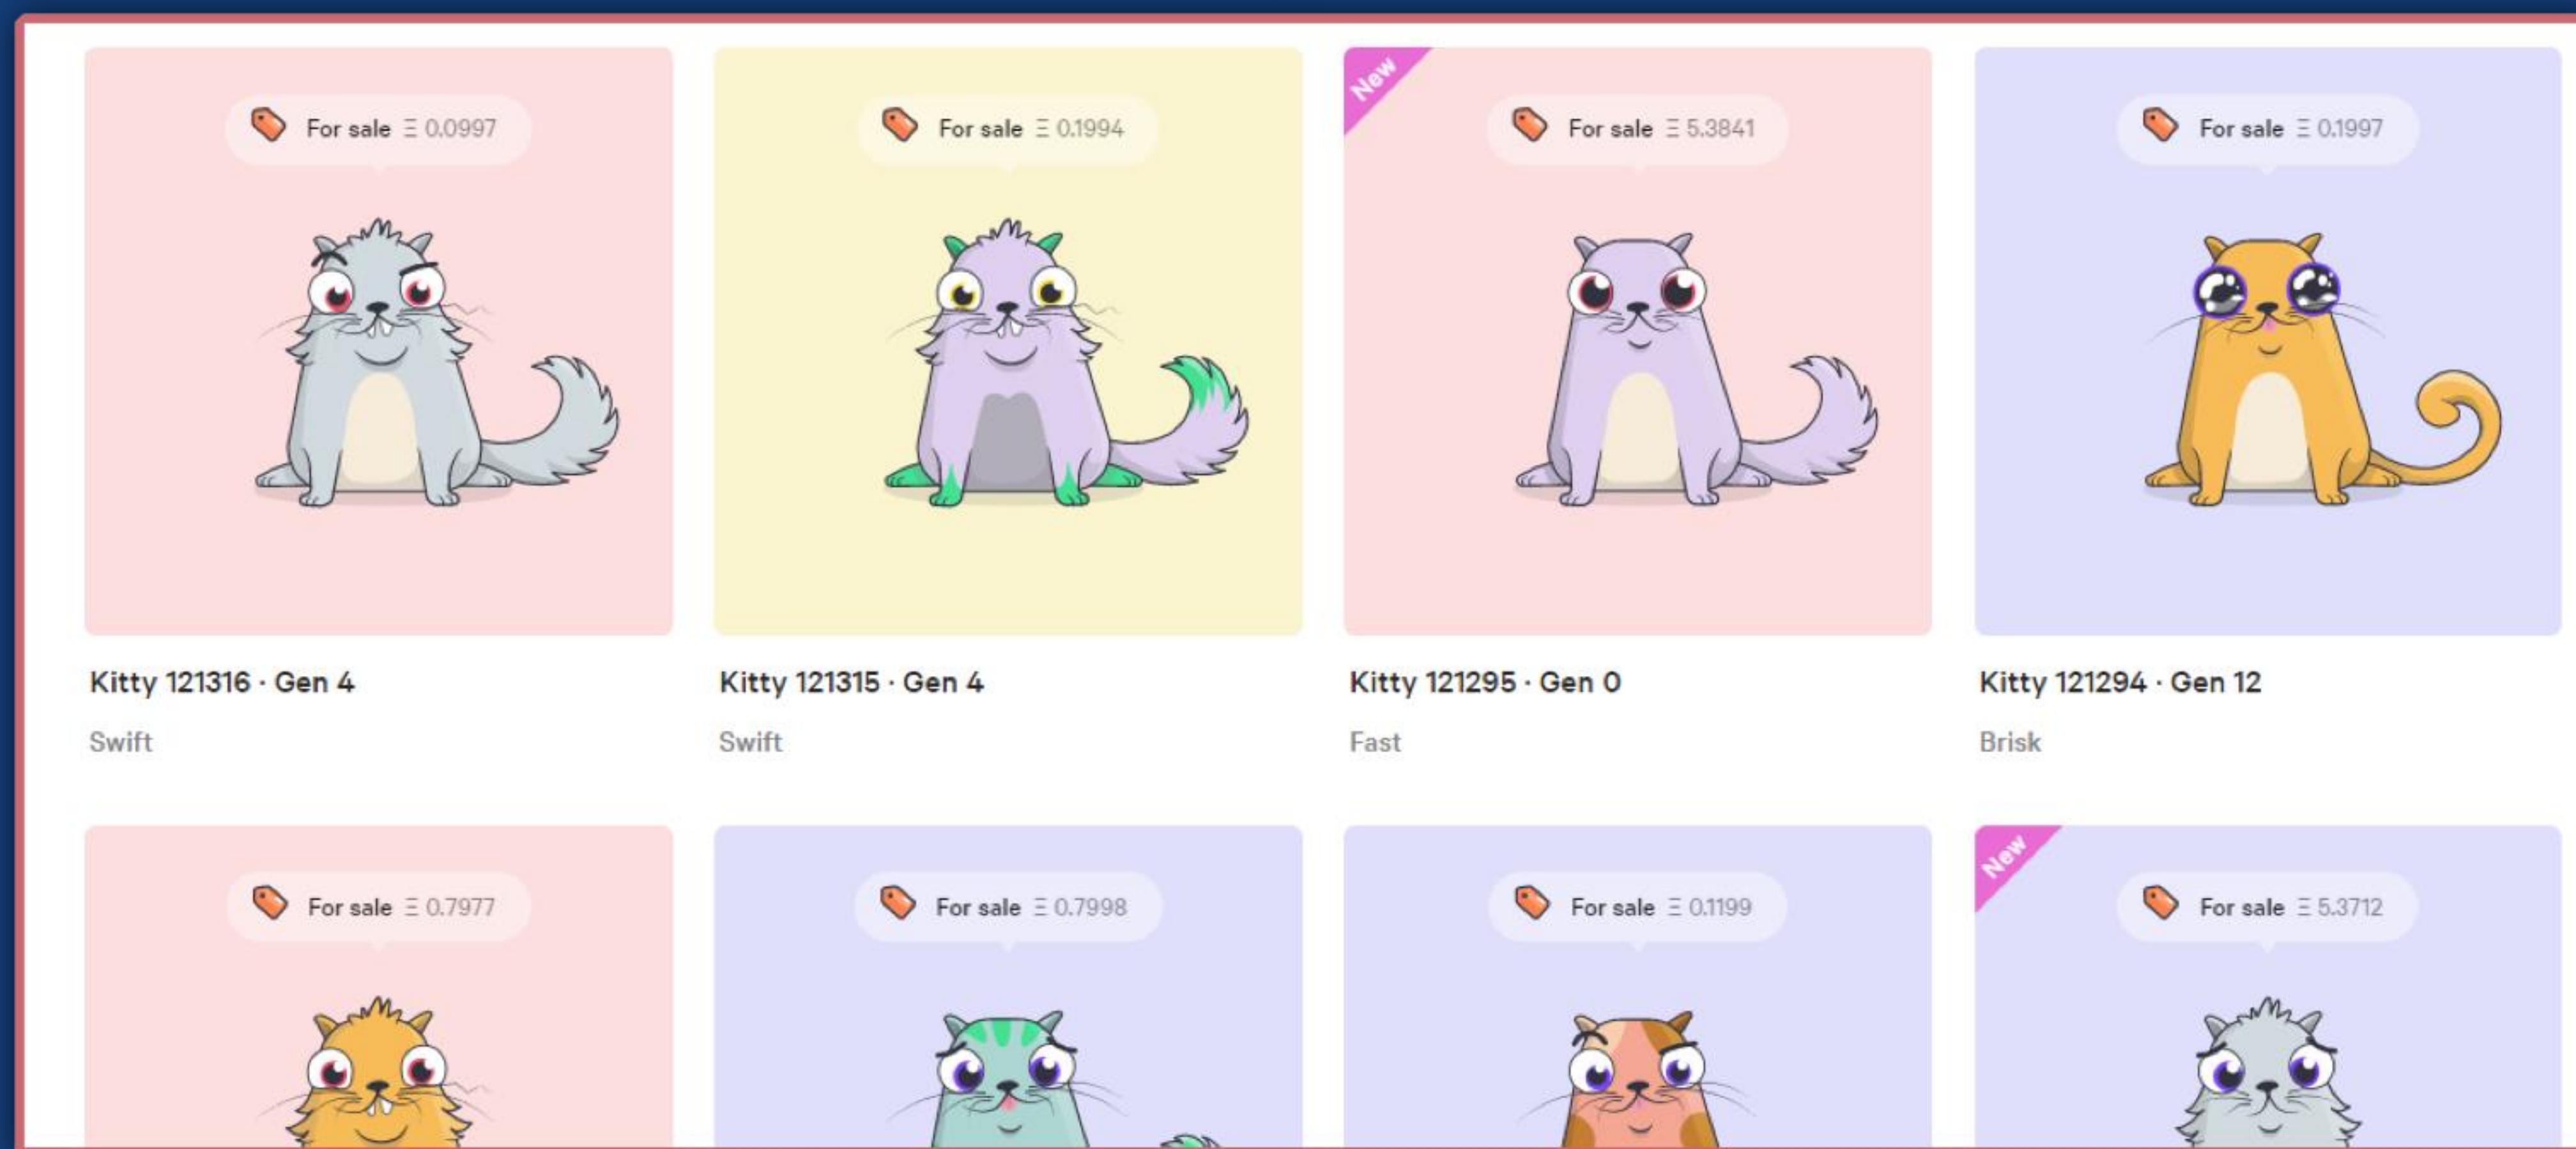 New
For sale Ξ 0.0997
For sale Ξ 0.1994
For sale Ξ 5.3841
For sale Ξ 0.1997
Kitty 121316 · Gen 4
Kitty 121315 · Gen 4
Kitty 121295 · Gen 0
Kitty 121294 · Gen 12
Swift
Swift
Fast
Brisk
New
For sale Ξ 0.7977
For sale Ξ 0.7998
For sale Ξ 0.1199
For sale Ξ 5.3712